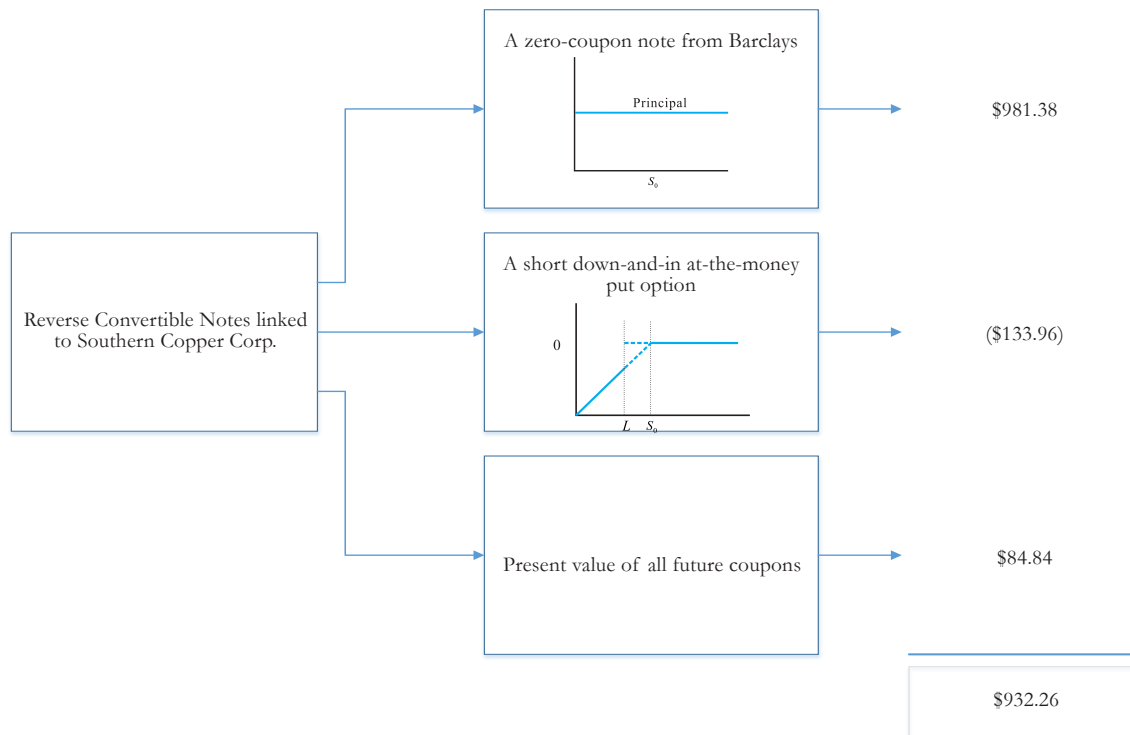 A zero-coupon note from Barclays
Principal
S₀
$981.38
Reverse Convertible Notes linked
to Southern Copper Corp.
A short down-and-in at-the-money
put option
0
L S₀
($133.96)
Present value of all future coupons
$84.84
$932.26